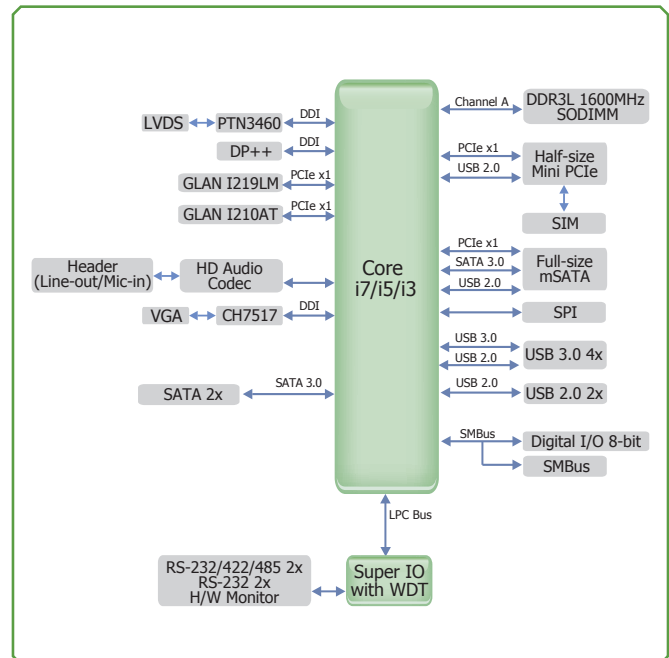 LVDS
PTN3460
DDI
DP++
DDI
GLAN I219LM
PCIe x1
GLAN I210AT
PCIe x1
Header
(Line-out/Mic-in)
HD Audio
Codec
VGA
CH7517
DDI
SATA 2x
SATA 3.0
Core
i7/i5/i3
Channel A
DDR3L 1600MHz
SODIMM
PCIe x1
USB 2.0
Half-size
Mini PCIe
SIM
PCIe x1
SATA 3.0
USB 2.0
Full-size
mSATA
SPI
USB 3.0
USB 2.0
USB 3.0 4x
USB 2.0
USB 2.0 2x
SMBus
Digital I/O 8-bit
SMBus
LPC Bus
RS-232/422/485 2x
RS-232 2x
H/W Monitor
Super IO
with WDT